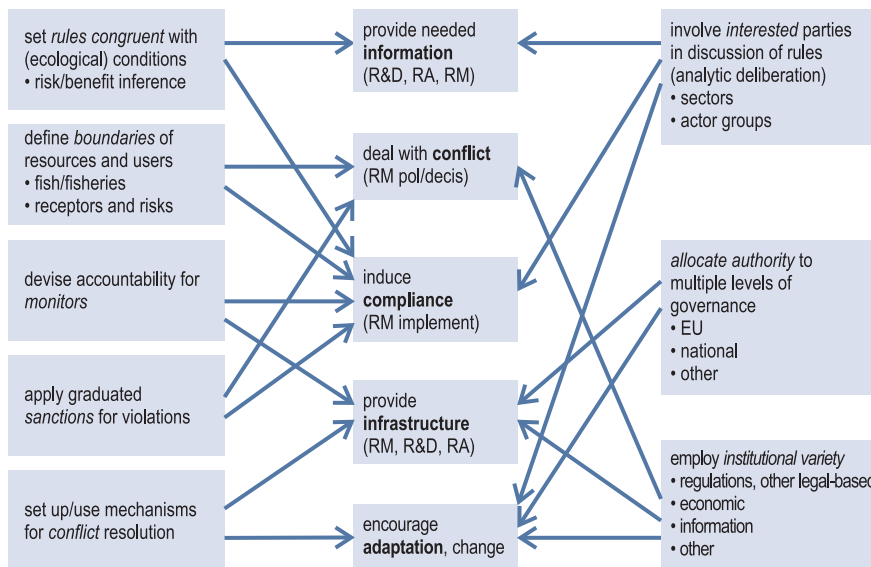 set rules congruent with
(ecological) conditions
• risk/benefit inference
define boundaries of
resources and users
• fish/fisheries
• receptors and risks
devise accountability for
monitors
apply graduated
sanctions for violations
set up/use mechanisms
for conflict resolution
provide needed
information
(R&D, RA, RM)
deal with conflict
(RM pol/decis)
induce
compliance
(RM implement)
provide
infrastructure
(RM, R&D, RA)
encourage
adaptation, change
involve interested parties
in discussion of rules
(analytic deliberation)
• sectors
• actor groups
allocate authority to
multiple levels of
governance
• EU
• national
• other
employ institutional variety
• regulations, other legal-based
• economic
• information
• other